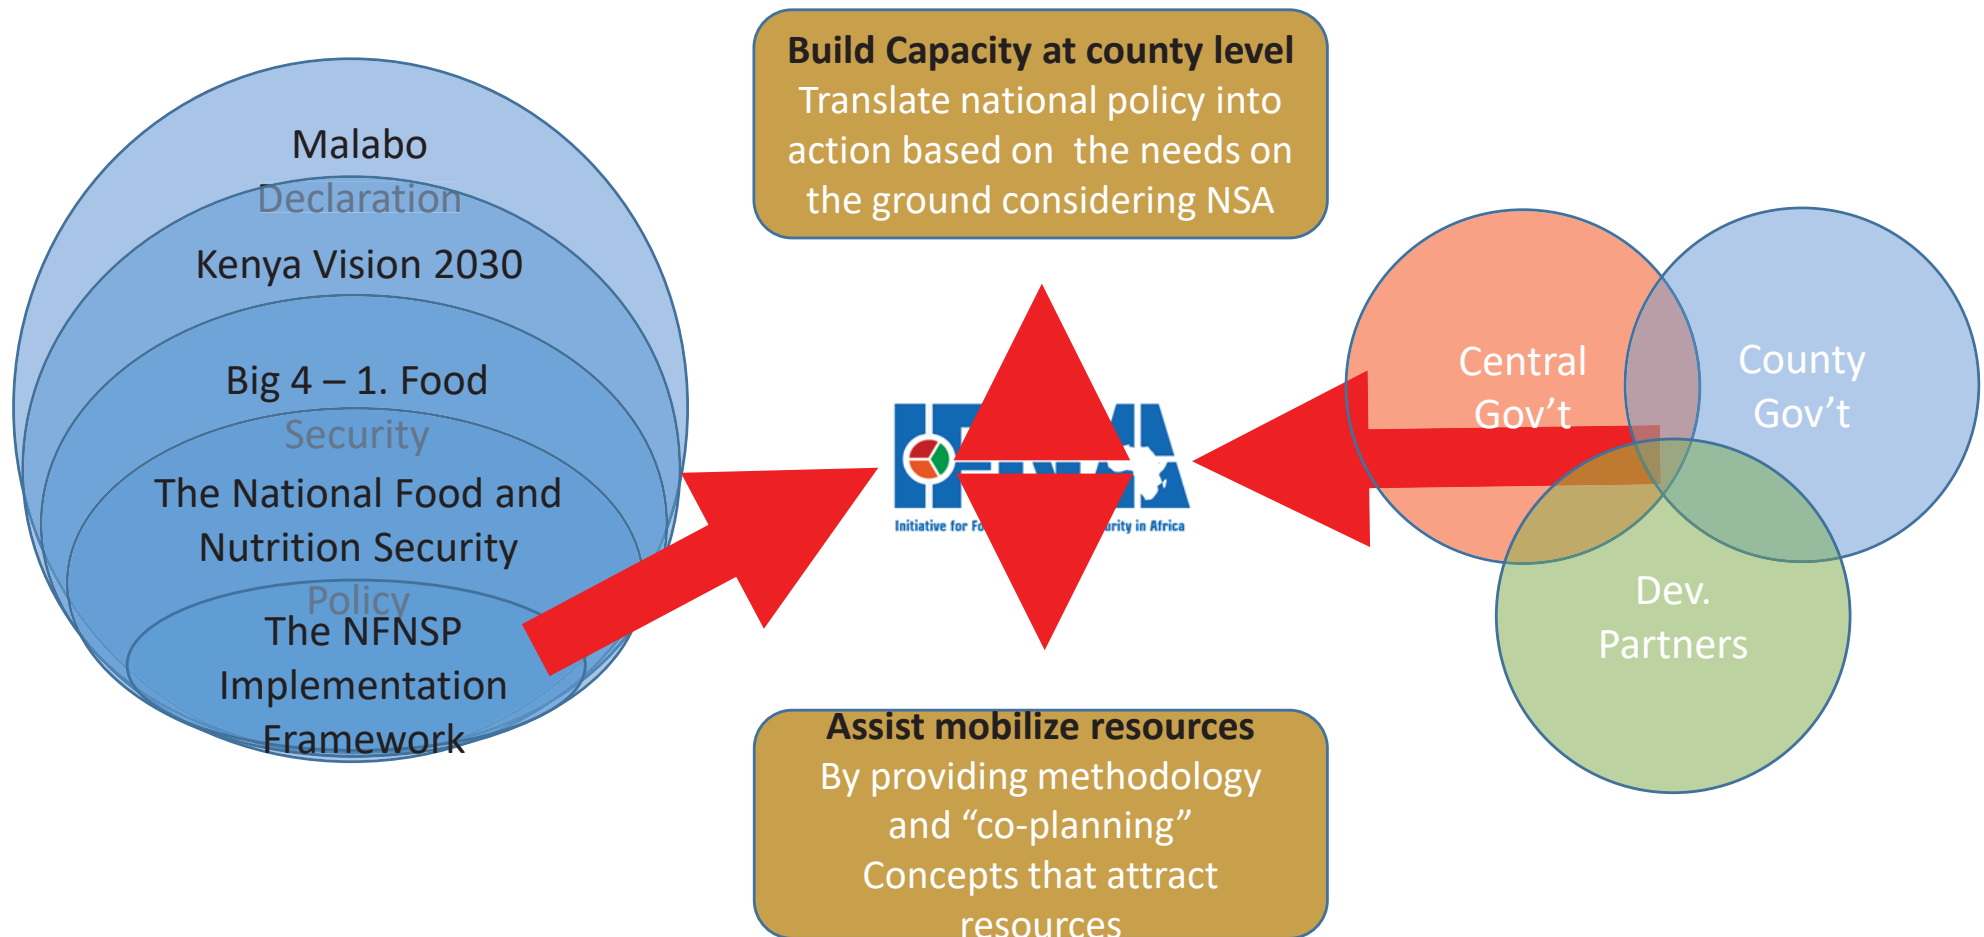 Malabo
Declaration
Kenya Vision 2030
Big 4 – 1. Food
Security
The National Food and
Nutrition Security
Policy
The NFNSP
Implementation
Framework
Build Capacity at county level
Translate national policy into
action based on the needs on
the ground considering NSA
Initiative for urity in Africa
Assist mobilize resources
By providing methodology
and “co-planning”
Concepts that attract
resources
Central
Gov’t
County
Gov’t
Dev.
Partners